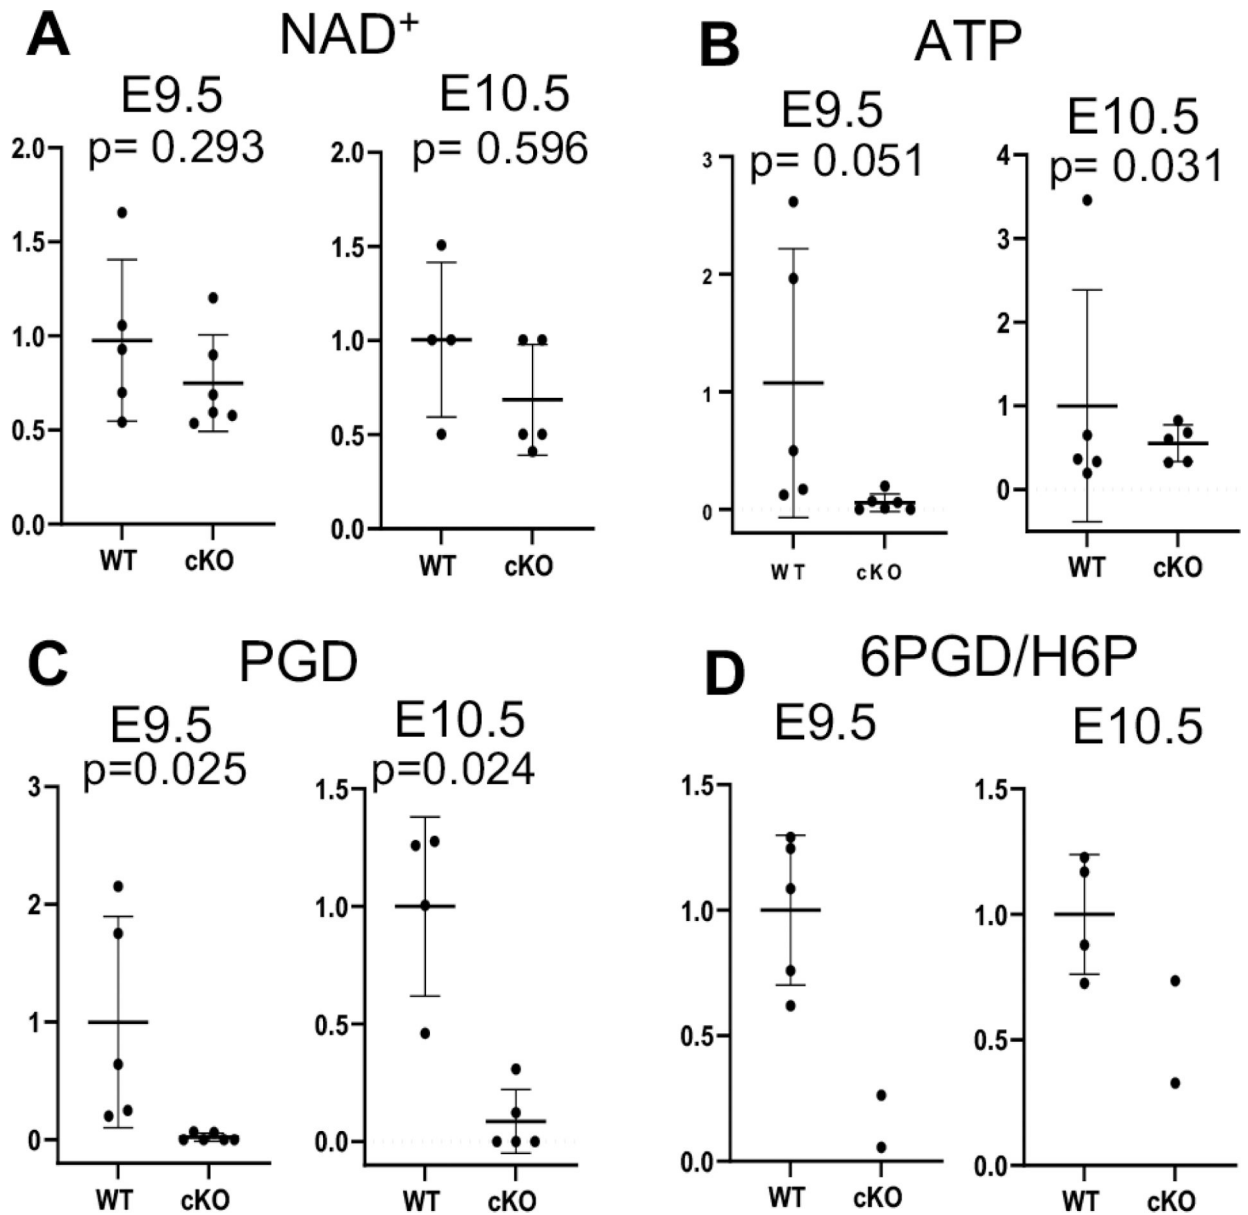 A
NAD+
E9.5
p= 0.293
2.0
1.5
1.0
0.5
0.0
WT cKO
E10.5
p= 0.596
2.0
1.5
1.0
0.5
0.0
WT cKO
B
ATP
E9.5
p= 0.051
3
2
1
0
WT cKO
E10.5
p= 0.031
4
3
2
1
0
WT cKO
C
PGD
E9.5
p=0.025
3
2
1
0
WT cKO
E10.5
p=0.024
1.5
1.0
0.5
0.0
WT cKO
D
6PGD/H6P
E9.5
1.5
1.0
0.5
0.0
WT cKO
E10.5
1.5
1.0
0.5
0.0
WT cKO